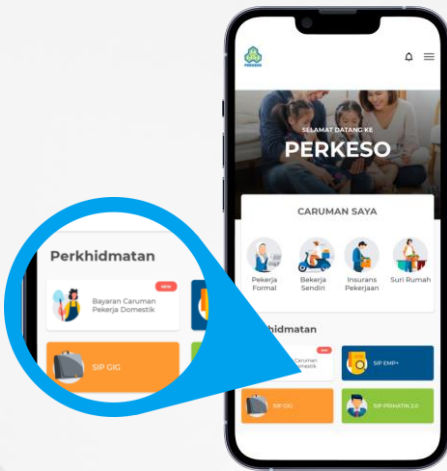 PERKESO
SELAMAT DATANG KE
PERKESO
CARUMAN SAYA
Pekerja
Formal
Bekerja
Sendiri
Insurans
Pekerjaan
Suri Rumah
Perkhidmatan
NEW
Bayaran Caruman
Pekerja Domestik
SIP GIG
hidmatan
Caruman
omestik
SIP EMP+
SIP GIG
SIP PRIHATIN 2.0